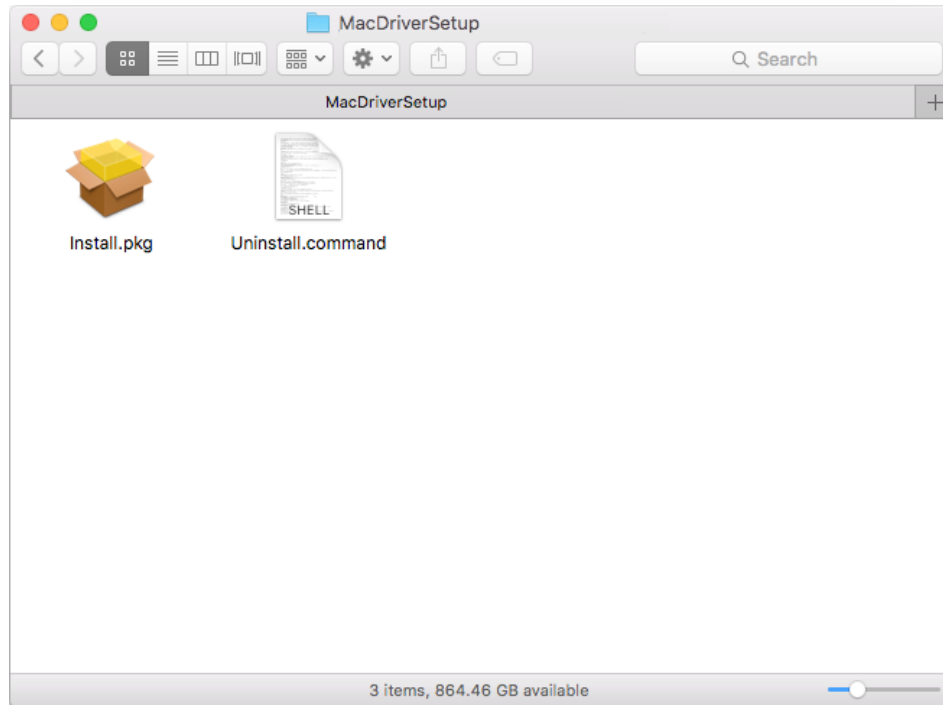 MacDriverSetup
Search
MacDriverSetup
SHELL
Install.pkg
Uninstall.command
3 items, 864.46 GB available